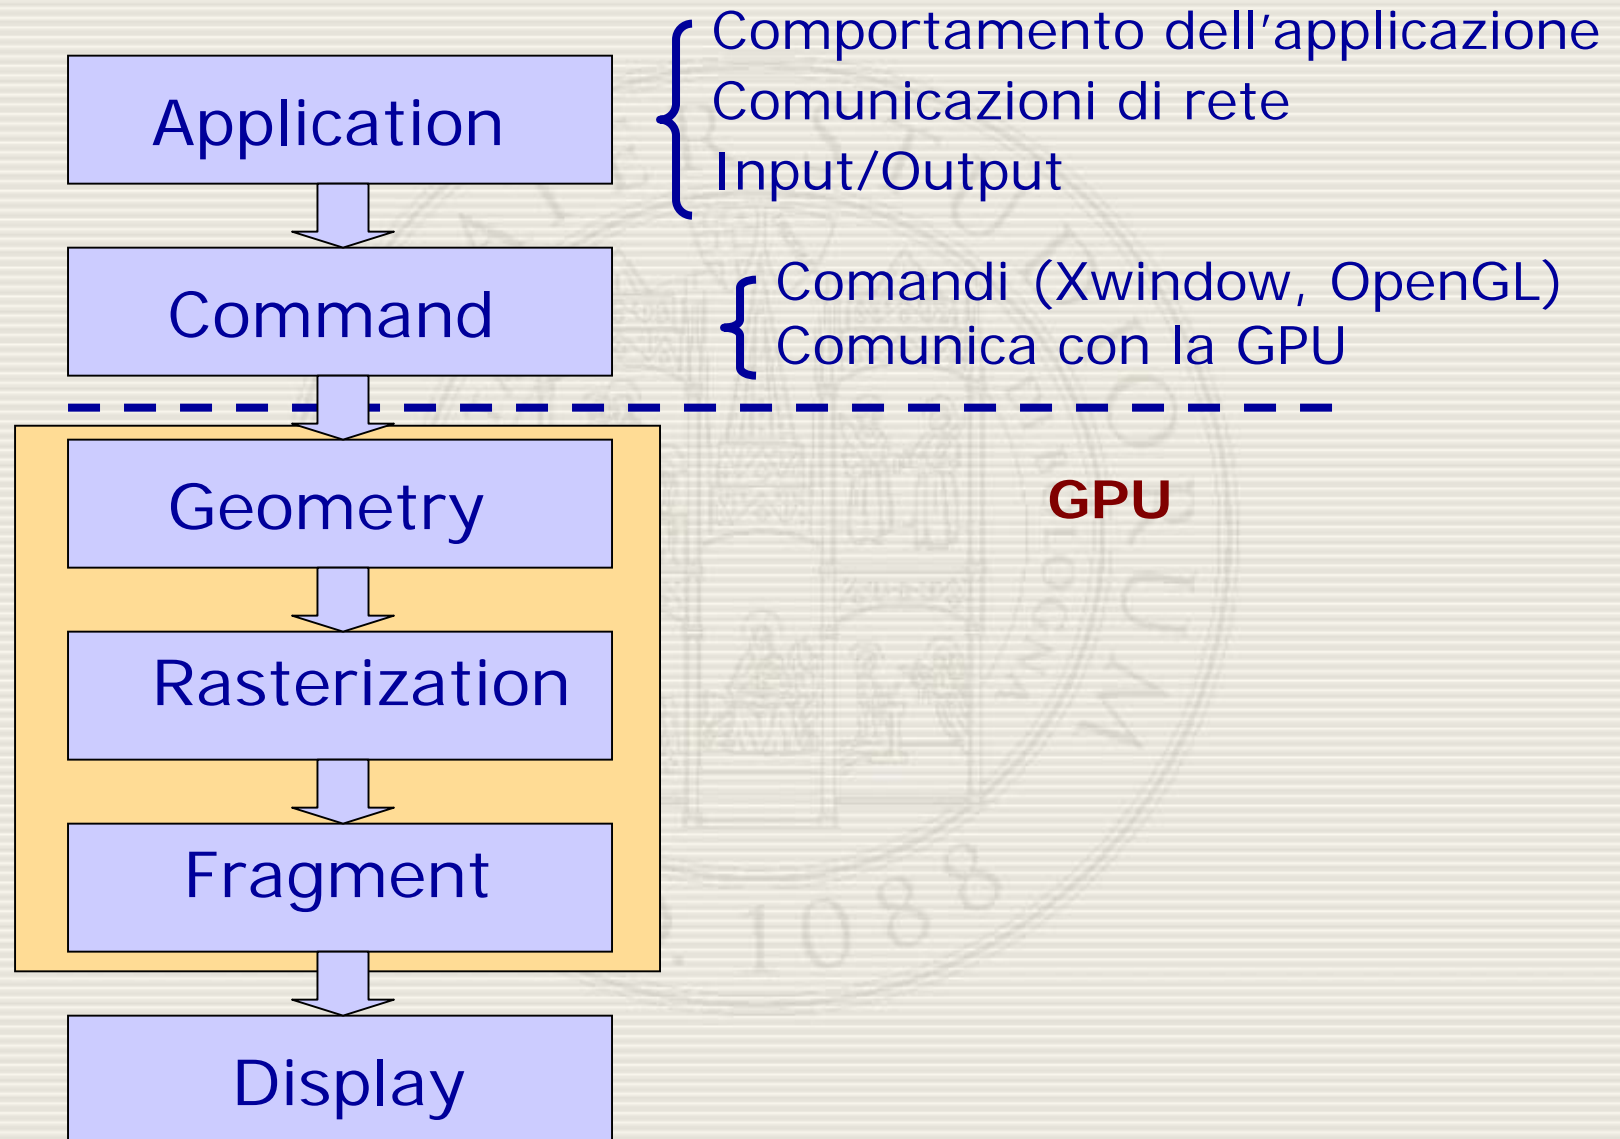 Application
Comportamento dell'applicazione
Comunicazioni di rete
Input/Output
Command
Comandi (Xwindow, OpenGL)
Comunica con la GPU
Geometry
GPU
Rasterization
Fragment
Display
1088